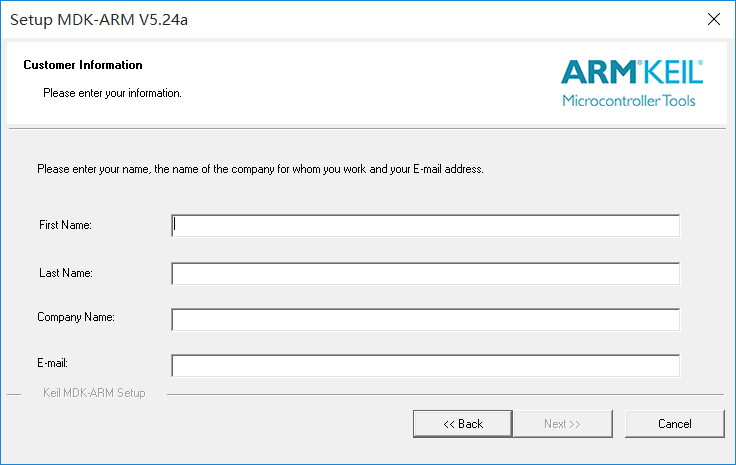 Setup MDK-ARM V5.24a
Customer Information
Please enter your information.
ARM®KEIL®
Microcontroller Tools
Please enter your name, the name of the company for whom you work and your E-mail address.
First Name:
Last Name:
Company Name:
E-mail:
Keil MDK-ARM Setup
<< Back
Next >>
Cancel